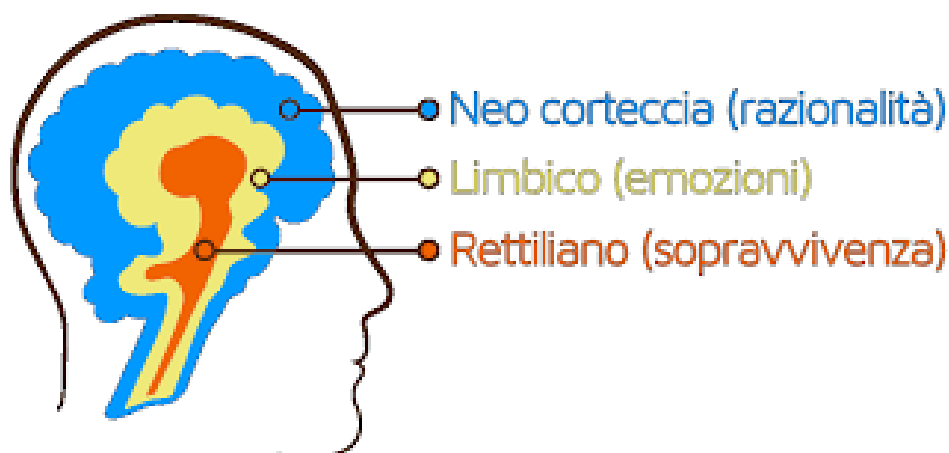 Neo corteccia (razionalità)
Limbico (emozioni)
Rettiliano (sopravvivenza)